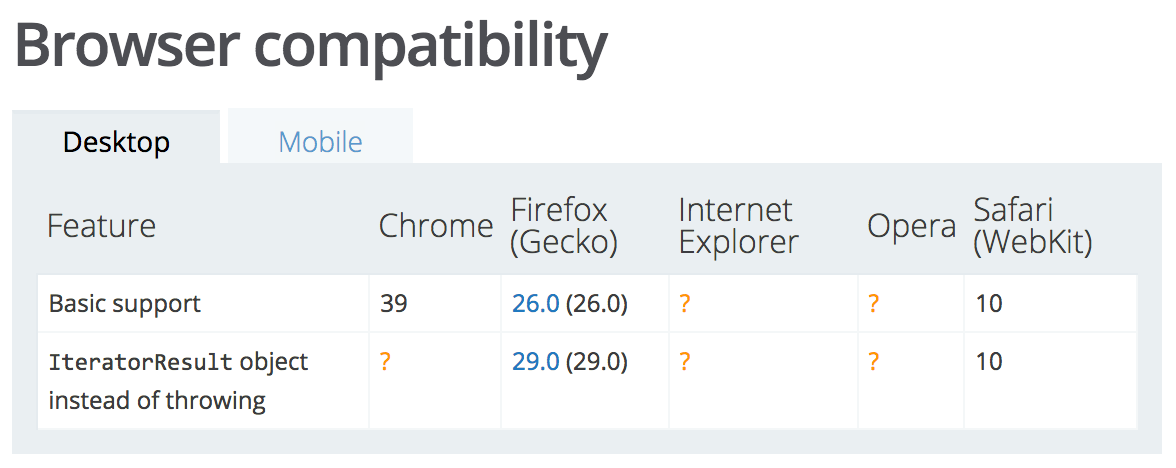 Browser compatibility
Desktop Mobile
Feature Chrome Firefox (Gecko) Internet Explorer Opera Safari (WebKit)
Basic support 39 26.0 (26.0) ? ? 10
IteratorResult object instead of throwing ? 29.0 (29.0) ? ? 10